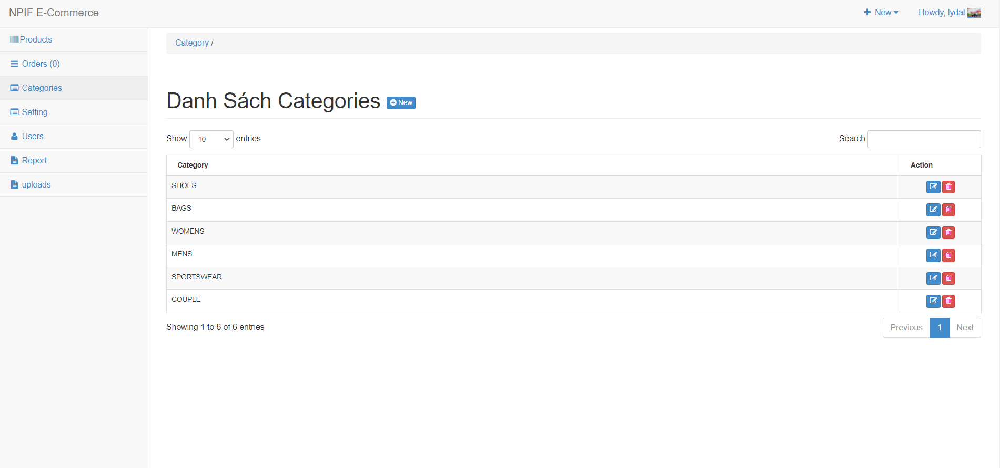 NPIF E-Commerce
New
Howdy, lydat
Products
Orders (0)
Categories
Setting
Users
Report
uploads
Category /
Danh Sách Categories New
Show 10 entries
Search:
Category Action
SHOES
BAGS
WOMENS
MENS
SPORTSWEAR
COUPLE
Showing 1 to 6 of 6 entries
Previous 1 Next